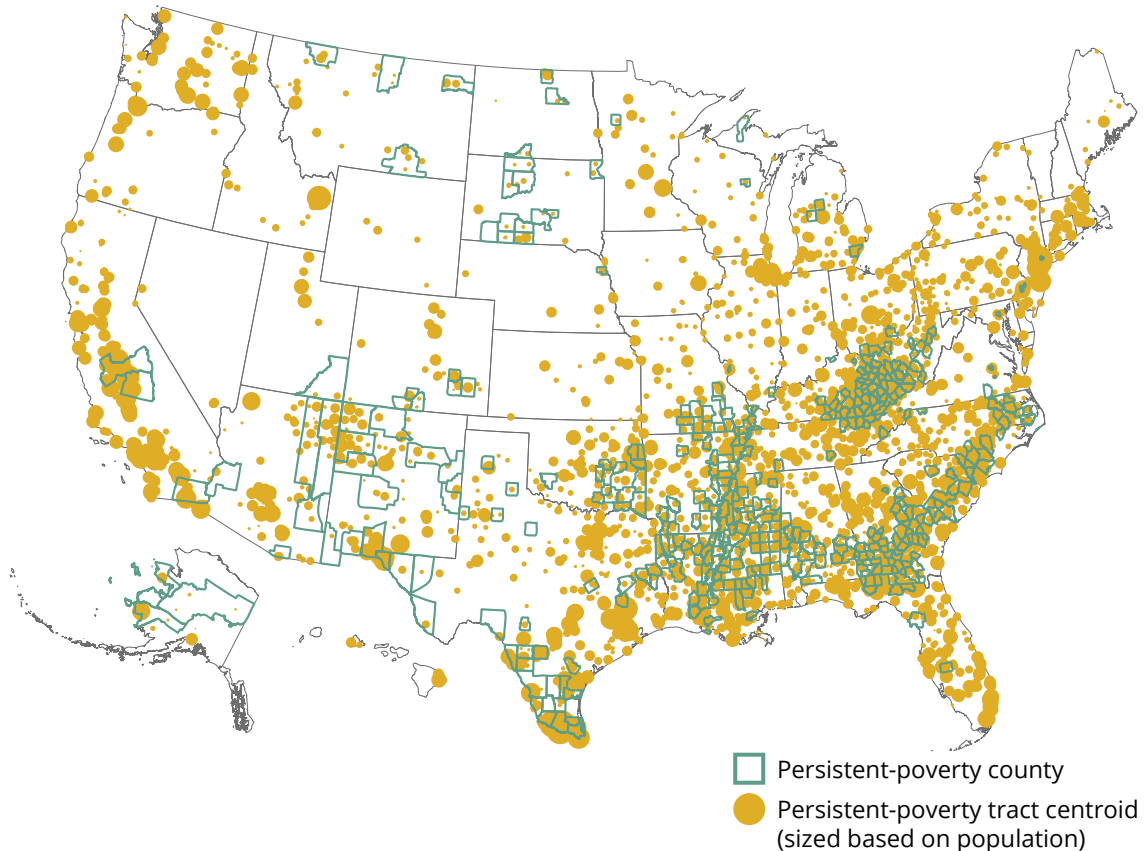 Persistent-poverty county
Persistent-poverty tract centroid
(sized based on population)